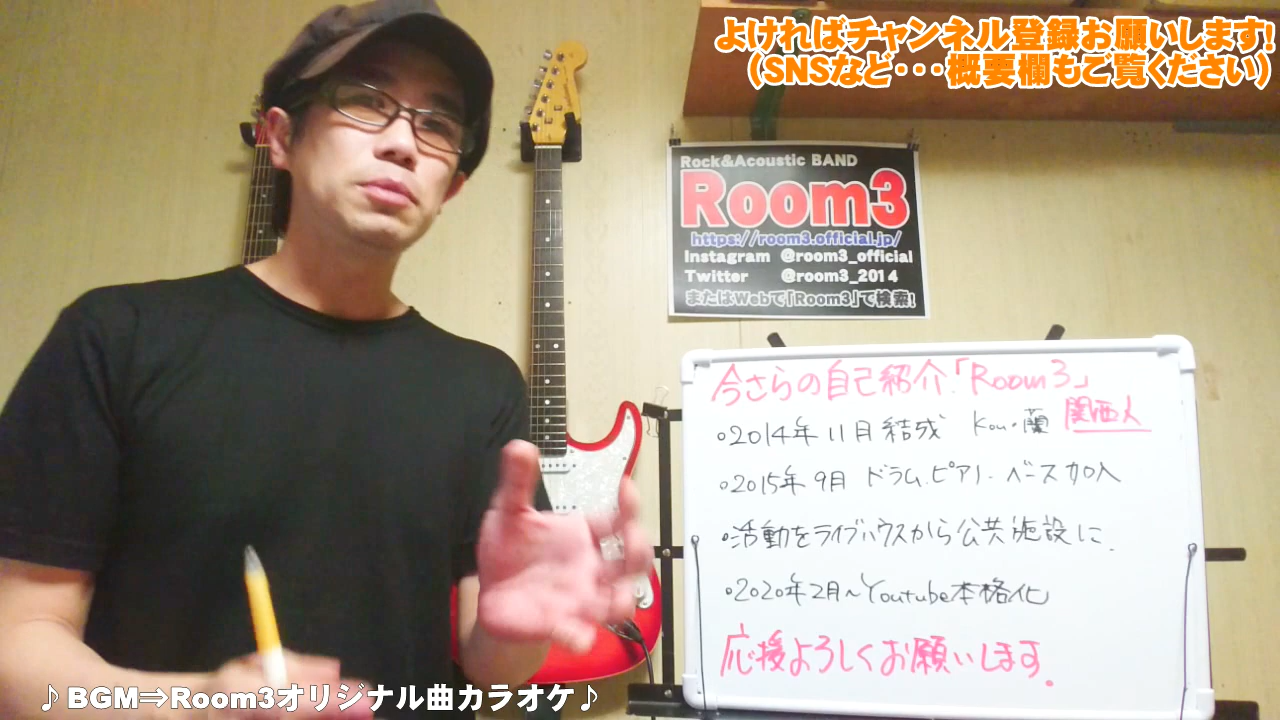 よければチャンネル登録お願いします!
(SNSなど・・・概要欄もご覧ください)
Rock&Acoustic BAND
Room3
https://room3.official.jp/
Instagram @room3_official
Twitter @room3_2014
またはWebで「Room3」で検索!
今さらの自己紹介「Room3」
•2014年11月結成 Kou・蘭 関西人
•2015年9月 ドラム.ピアノ.ベース加入
•活動をライブハウスから公共施設に.
•2020年2月～Youtube本格化
応援よろしくお願いします。
♪BGM⇒Room3オリジナル曲カラオケ♪